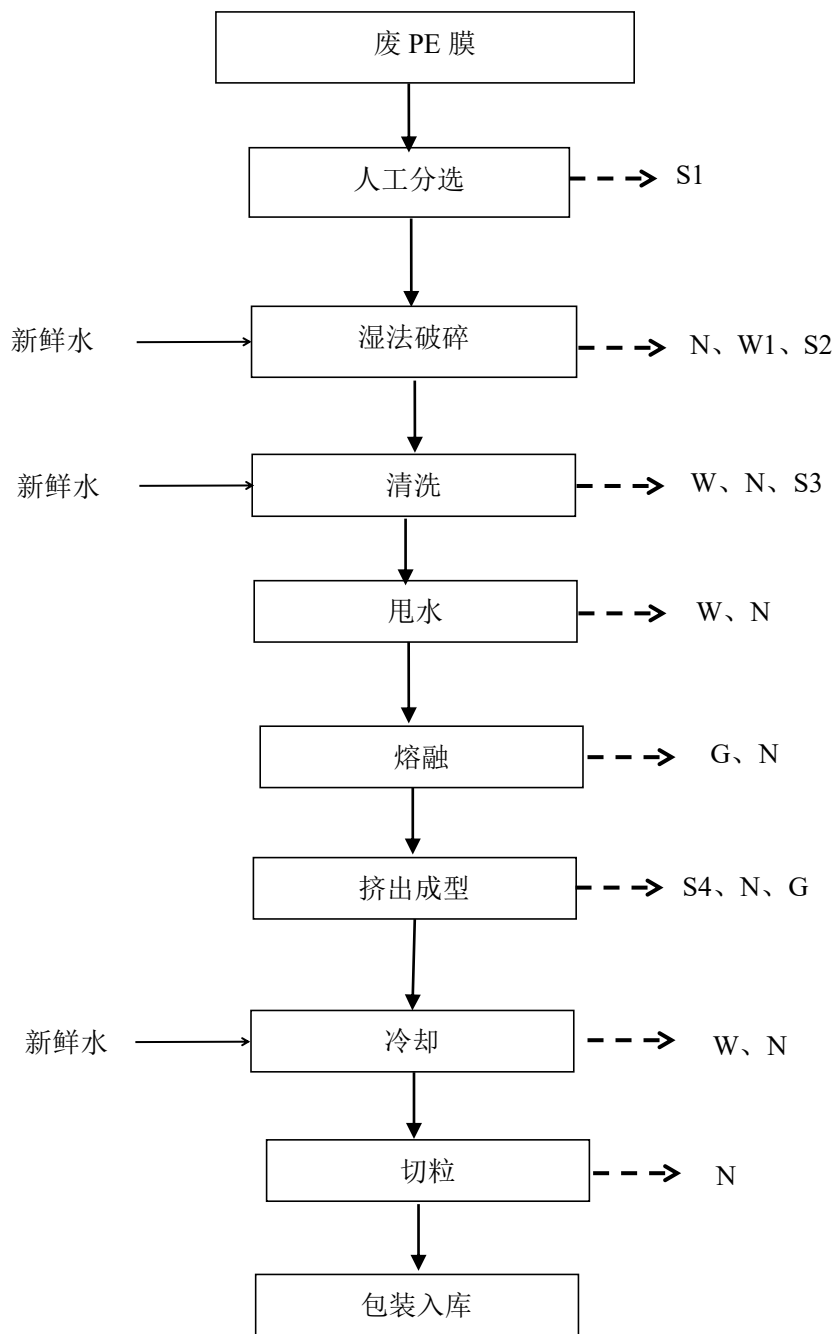 废 PE 膜
人工分选
S1
新鲜水
湿法破碎
N、W1、S2
新鲜水
清洗
W、N、S3
甩水
W、N
熔融
G、N
挤出成型
S4、N、G
新鲜水
冷却
W、N
切粒
N
包装入库